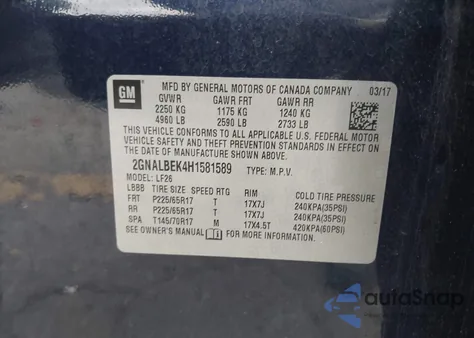 GM
MFD BY GENERAL MOTORS OF CANADA COMPANY 03/17
GVWR GAWR FRT GAWR RR
2250 KG 1175 KG 1240 KG
4960 LB 2590 LB 2733 LB
THIS VEHICLE CONFORMS TO ALL APPLICABLE U.S. FEDERAL MOTOR
VEHICLE SAFETY, BUMPER, AND THEFT PREVENTION STANDARDS IN
EFFECT ON THE DATE OF MANUFACTURE SHOWN ABOVE.
2GNALBEK4H1581589 TYPE: M.P.V.
MODEL: LF26
LBBB TIRE SIZE SPEED RTG RIM COLD TIRE PRESSURE
FRT P225/65R17 T 17X7J 240KPA(35PSI)
RR P225/65R17 T 17X7J 240KPA(35PSI)
SPA T145/70R17 M 17X4.5T 420KPA(60PSI)
SEE OWNER'S MANUAL FOR MORE INFORMATION
autoSnap